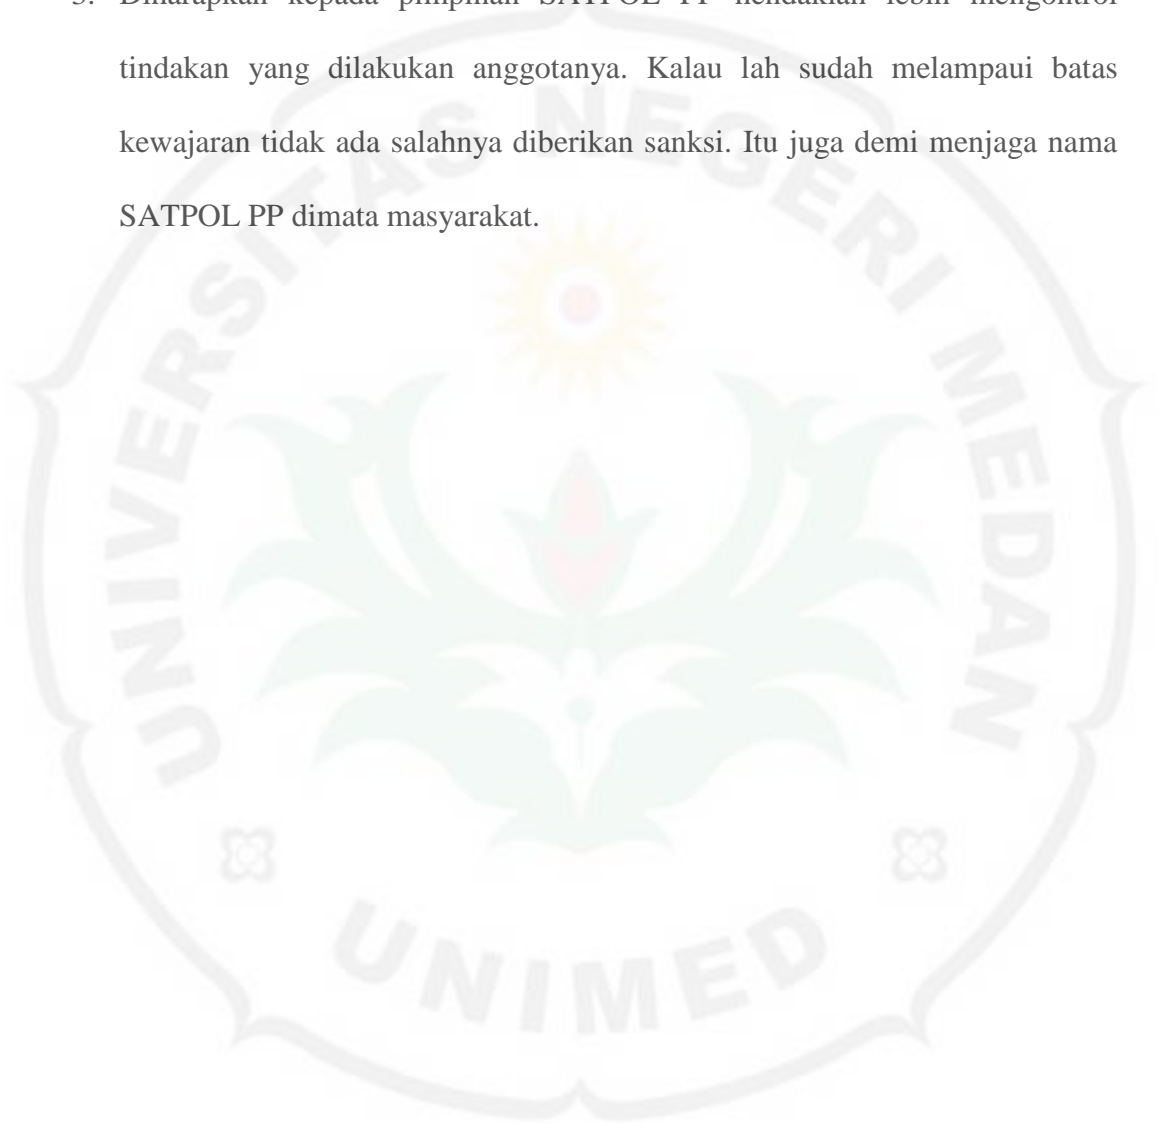 3. Diharapkan kepada pimpinan SATPOL PP hendaklah lebih mengontrol
tindakan yang dilakukan anggotanya. Kalau lah sudah melampaui batas
kewajaran tidak ada salahnya diberikan sanksi. Itu juga demi menjaga nama
SATPOL PP dimata masyarakat.
UNIVERSITAS NEGERI MEDAN
UNIMED